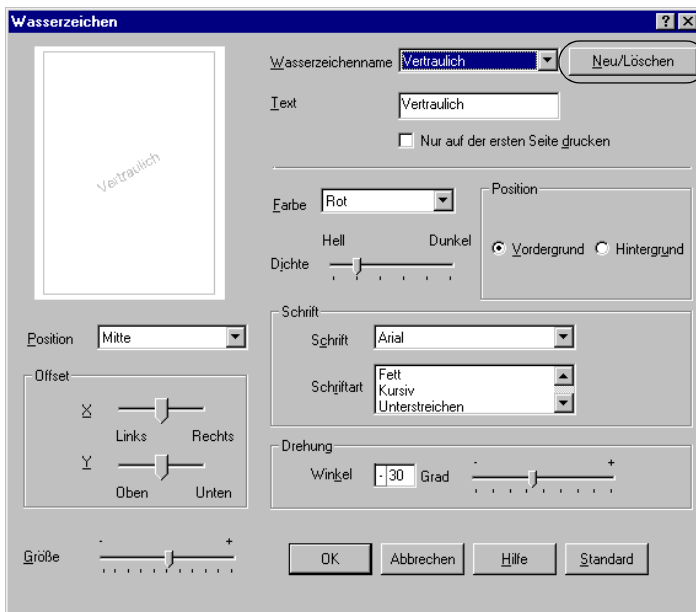 Wasserzeichen
Wasserzeichenname Vertraulich Neu/Löschen
Text Vertraulich
Nur auf der ersten Seite drucken
Vertraulich
Farbe Rot
Position
Hell Dunkel
Vordergrund Hintergrund
Dichte
Position Mitte
Schrift
Schrift Arial
Schriftart Fett
Kursiv
Unterstreichen
Offset
X
Links Rechts
Y
Oben Unten
Drehung
Winkel -30 Grad - +
Größe - +
OK Abbrechen Hilfe Standard